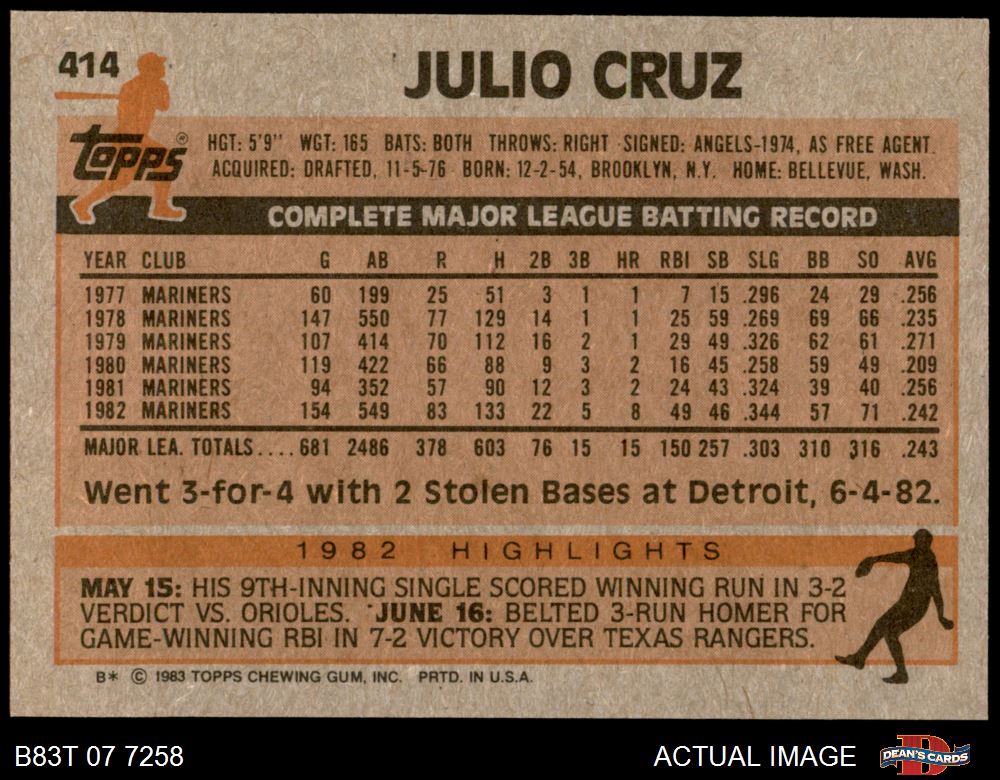 414
JULIO CRUZ
Topps®
HGT: 5'9" WGT: 165 BATS: BOTH THROWS: RIGHT SIGNED: ANGELS-1974, AS FREE AGENT.
ACQUIRED: DRAFTED, 11-5-76 BORN: 12-2-54, BROOKLYN, N.Y. HOME: BELLEVUE, WASH.
COMPLETE MAJOR LEAGUE BATTING RECORD
YEAR CLUB G AB R H 2B 3B HR RBI SB SLG BB SO AVG
1977 MARINERS 60 199 25 51 3 1 1 7 15 .296 24 29 .256
1978 MARINERS 147 550 77 129 14 1 1 25 59 .269 69 66 .235
1979 MARINERS 107 414 70 112 16 2 1 29 49 .326 62 61 .271
1980 MARINERS 119 422 66 88 9 3 2 16 45 .258 59 49 .209
1981 MARINERS 94 352 57 90 12 3 2 24 43 .324 39 40 .256
1982 MARINERS 154 549 83 133 22 5 8 49 46 .344 57 71 .242
MAJOR LEA. TOTALS.... 681 2486 378 603 76 15 15 150 257 .303 310 316 .243
Went 3-for-4 with 2 Stolen Bases at Detroit, 6-4-82.
1982 HIGHLIGHTS
MAY 15: HIS 9TH-INNING SINGLE SCORED WINNING RUN IN 3-2
VERDICT VS. ORIOLES. JUNE 16: BELTED 3-RUN HOMER FOR
GAME-WINNING RBI IN 7-2 VICTORY OVER TEXAS RANGERS.
B* © 1983 TOPPS CHEWING GUM, INC. PRTD. IN U.S.A.
B83T 07 7258 ACTUAL IMAGE
D
DEAN'S CARDS